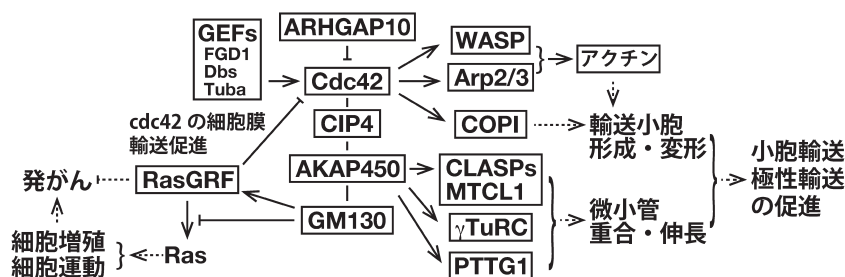 GEFs
FGD1
Dbs
Tuba
ARHGAP10
Cdc42
WASP
Arp2/3
アクチン
cdc42 の細胞膜
輸送促進
CIP4
COPI
輸送小胞
形成・変形
小胞輸送
極性輸送
の促進
発がん
RasGRF
AKAP450
CLASPs
MTCL1
GM130
γTuRC
微小管
重合・伸長
細胞増殖
細胞運動
Ras
PTTG1